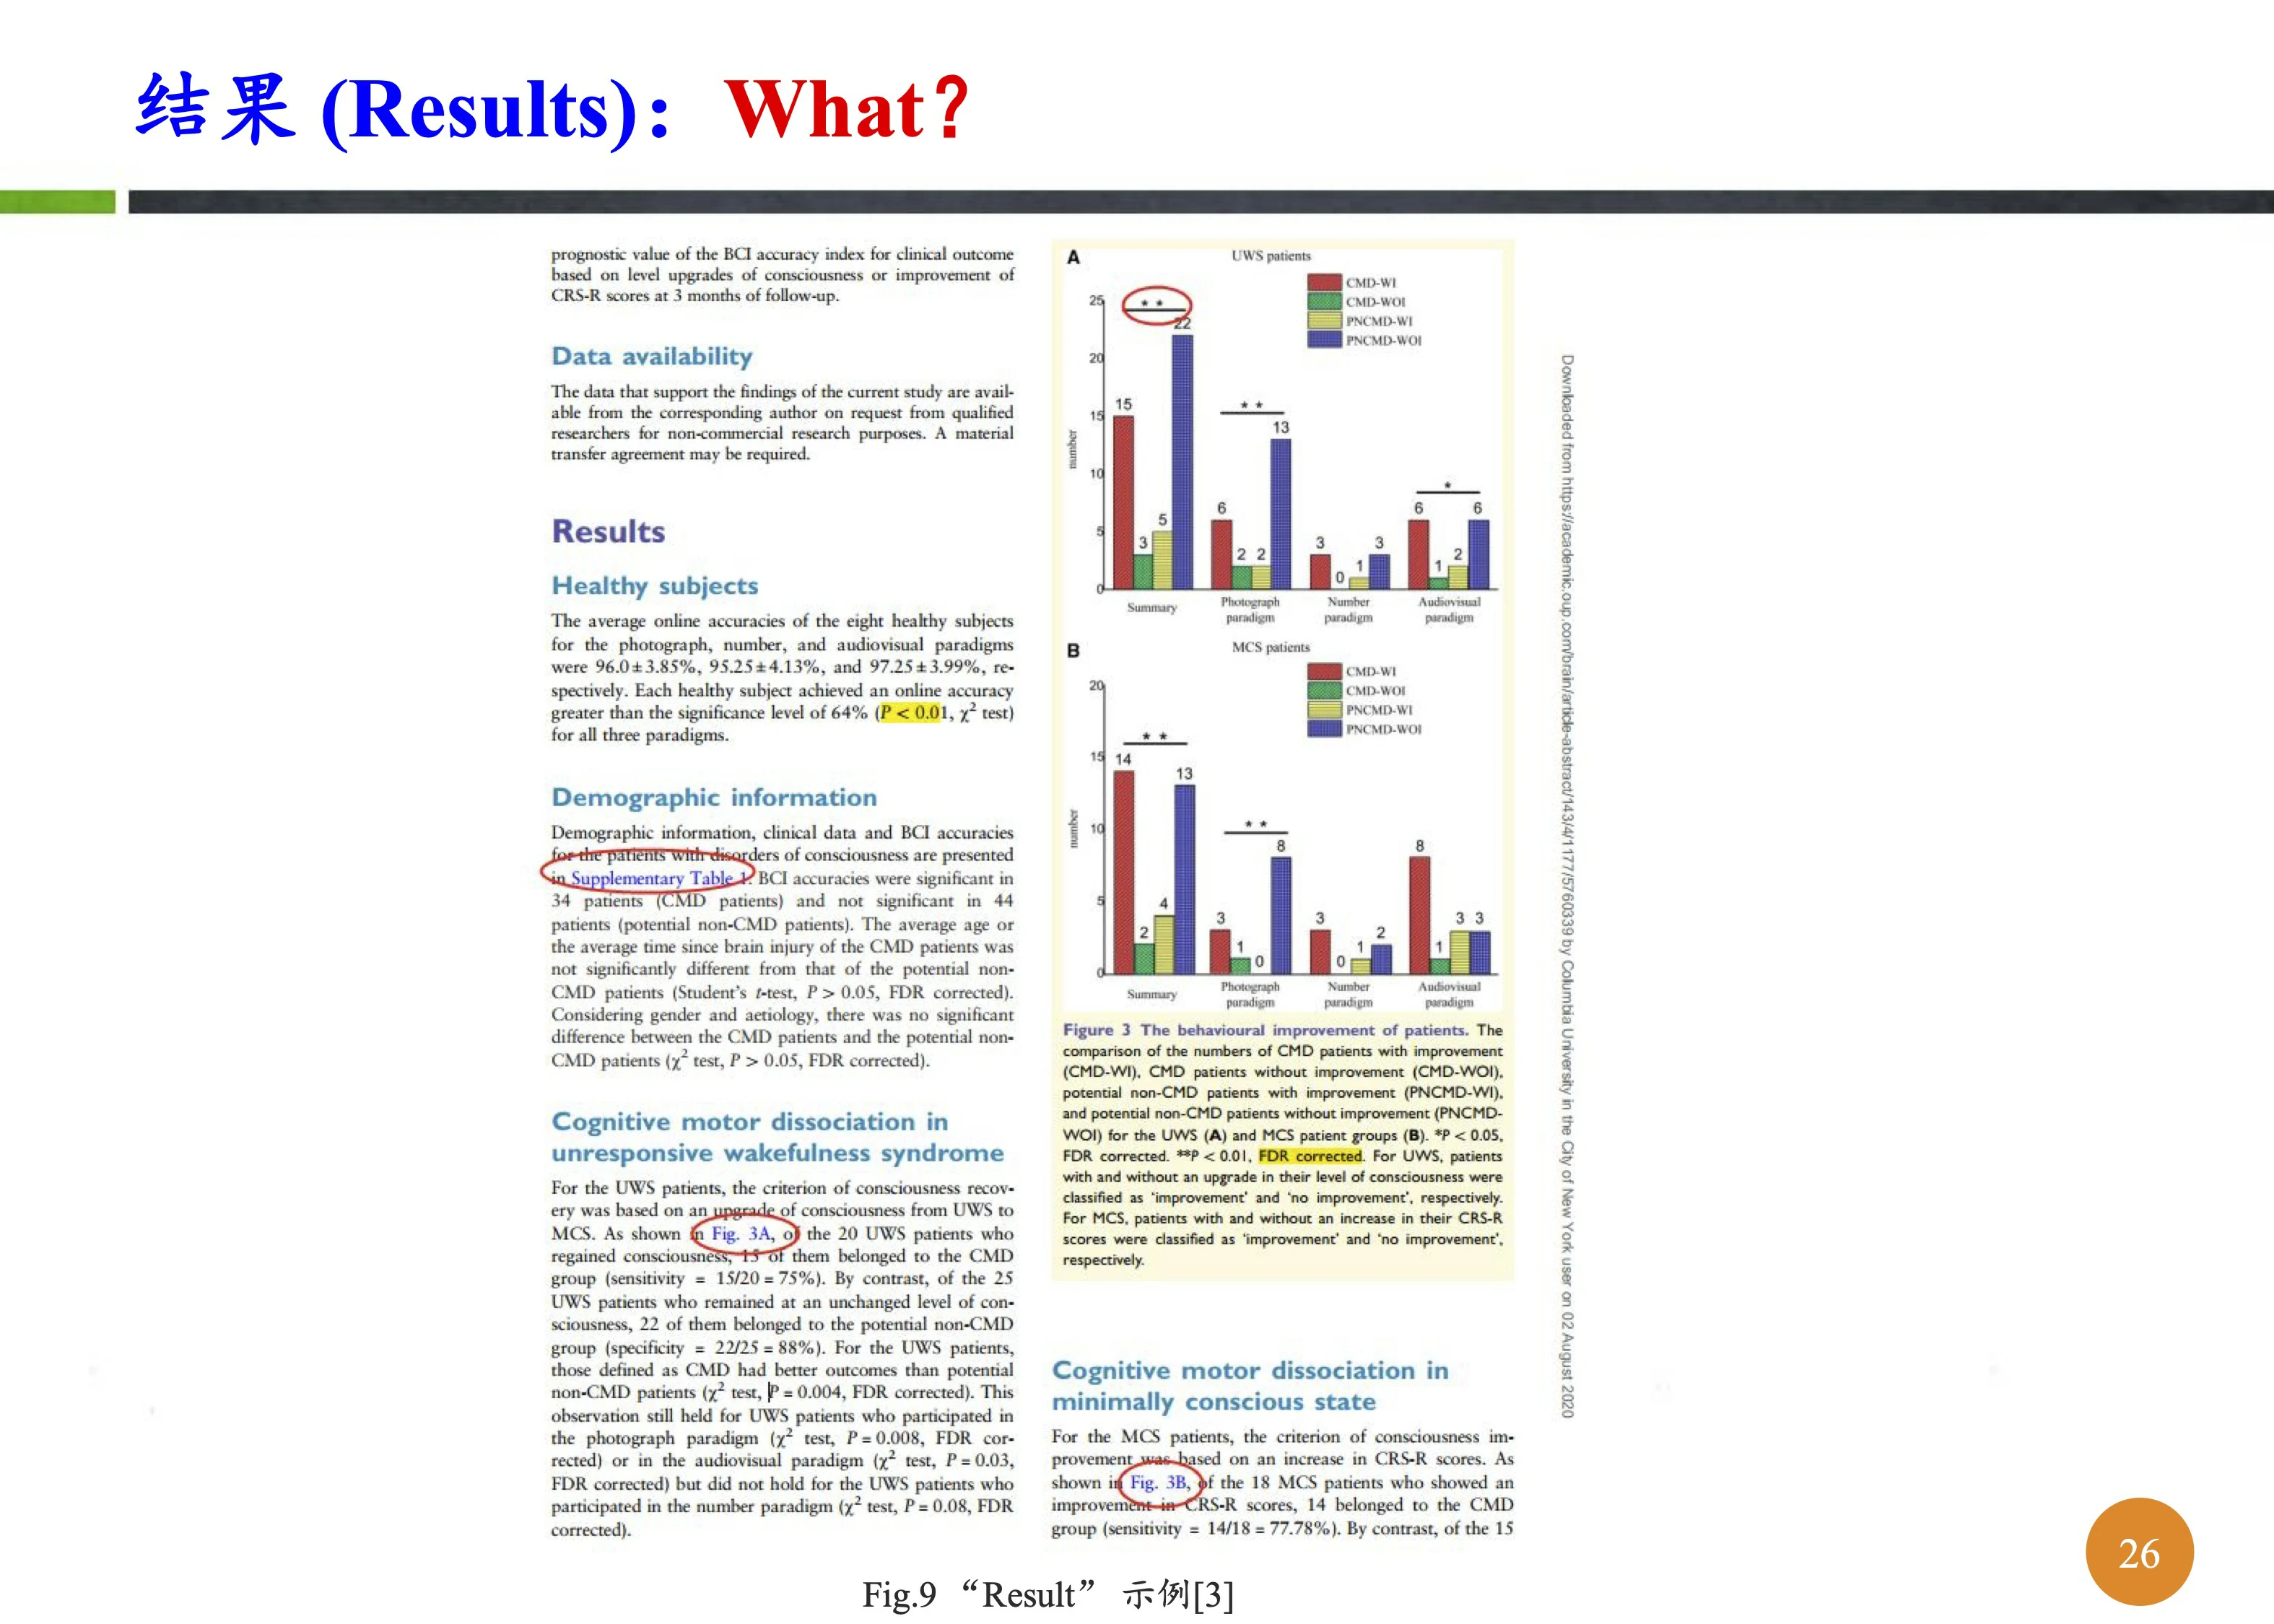 结果 (Results)： What？
prognostic value of the BCI accuracy index for clinical outcome
based on level upgrades of consciousness or improvement of
CRS-R scores at 3 months of follow-up.
Data availability
The data that support the findings of the current study are avail-
able from the corresponding author on request from qualified
researchers for non-commercial research purposes. A material
transfer agreement may be required.
Results
Healthy subjects
The average online accuracies of the eight healthy subjects
for the photograph, number, and audiovisual paradigms
were 96.0±3.85%, 95.25±4.13%, and 97.25±3.99%, re-
spectively. Each healthy subject achieved an online accuracy
greater than the significance level of 64% (P < 0.01, χ² test)
for all three paradigms.
Demographic information
Demographic information, clinical data and BCI accuracies
for the patients with disorders of consciousness are presented
in Supplementary Table 1. BCI accuracies were significant in
34 patients (CMD patients) and not significant in 44
patients (potential non-CMD patients). The average age or
the average time since brain injury of the CMD patients was
not significantly different from that of the potential non-
CMD patients (Student's t-test, P > 0.05, FDR corrected).
Considering gender and aetiology, there was no significant
difference between the CMD patients and the potential non-
CMD patients (χ² test, P > 0.05, FDR corrected).
Cognitive motor dissociation in
unresponsive wakefulness syndrome
For the UWS patients, the criterion of consciousness recov-
ery was based on an upgrade of consciousness from UWS to
MCS. As shown in Fig. 3A, of the 20 UWS patients who
regained consciousness, 15 of them belonged to the CMD
group (sensitivity = 15/20 = 75%). By contrast, of the 25
UWS patients who remained at an unchanged level of con-
sciousness, 22 of them belonged to the potential non-CMD
group (specificity = 22/25 = 88%). For the UWS patients,
those defined as CMD had better outcomes than potential
non-CMD patients (χ² test, P = 0.004, FDR corrected). This
observation still held for UWS patients who participated in
the photograph paradigm (χ² test, P = 0.008, FDR cor-
rected) or in the audiovisual paradigm (χ² test, P = 0.03,
FDR corrected) but did not hold for the UWS patients who
participated in the number paradigm (χ² test, P = 0.08, FDR
corrected).
A
UWS patients
CMD-WI
CMD-WOI
PNCMD-WI
PNCMD-WOI
number
25
20
15
10
5
0
* *
15
3
5
22
* *
6
2
2
13
3
0
1
3
*
6
1
2
6
Summary
Photograph
paradigm
Number
paradigm
Audiovisual
paradigm
B
MCS patients
CMD-WI
CMD-WOI
PNCMD-WI
PNCMD-WOI
number
20
15
10
5
0
* *
14
2
4
13
* *
3
1
0
8
3
0
1
2
8
1
3
3
Summary
Photograph
paradigm
Number
paradigm
Audiovisual
paradigm
Figure 3 The behavioural improvement of patients. The
comparison of the numbers of CMD patients with improvement
(CMD-WI), CMD patients without improvement (CMD-WOI),
potential non-CMD patients with improvement (PNCMD-WI),
and potential non-CMD patients without improvement (PNCMD-
WOI) for the UWS (A) and MCS patient groups (B). *P < 0.05,
FDR corrected. **P < 0.01, FDR corrected. For UWS, patients
with and without an upgrade in their level of consciousness were
classified as 'improvement' and 'no improvement', respectively.
For MCS, patients with and without an increase in their CRS-R
scores were classified as 'improvement' and 'no improvement',
respectively.
Cognitive motor dissociation in
minimally conscious state
For the MCS patients, the criterion of consciousness im-
provement was based on an increase in CRS-R scores. As
shown in Fig. 3B, of the 18 MCS patients who showed an
improvement in CRS-R scores, 14 belonged to the CMD
group (sensitivity = 14/18 = 77.78%). By contrast, of the 15
Downloaded from https://academic.oup.com/brain/article-abstract/143/4/1177/5760339 by Columbia University in the City of New York user on 02 August 2020
Fig.9 “Result” 示例[3]
26